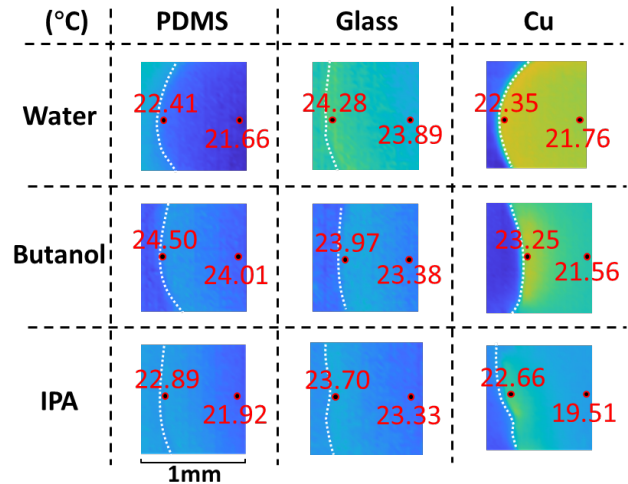 (°C) PDMS Glass Cu
Water 22.41 21.66 24.28 23.89 22.35 21.76
Butanol 24.50 24.01 23.97 23.38 23.25 21.56
IPA 22.89 21.92 23.70 23.33 22.66 19.51
1mm